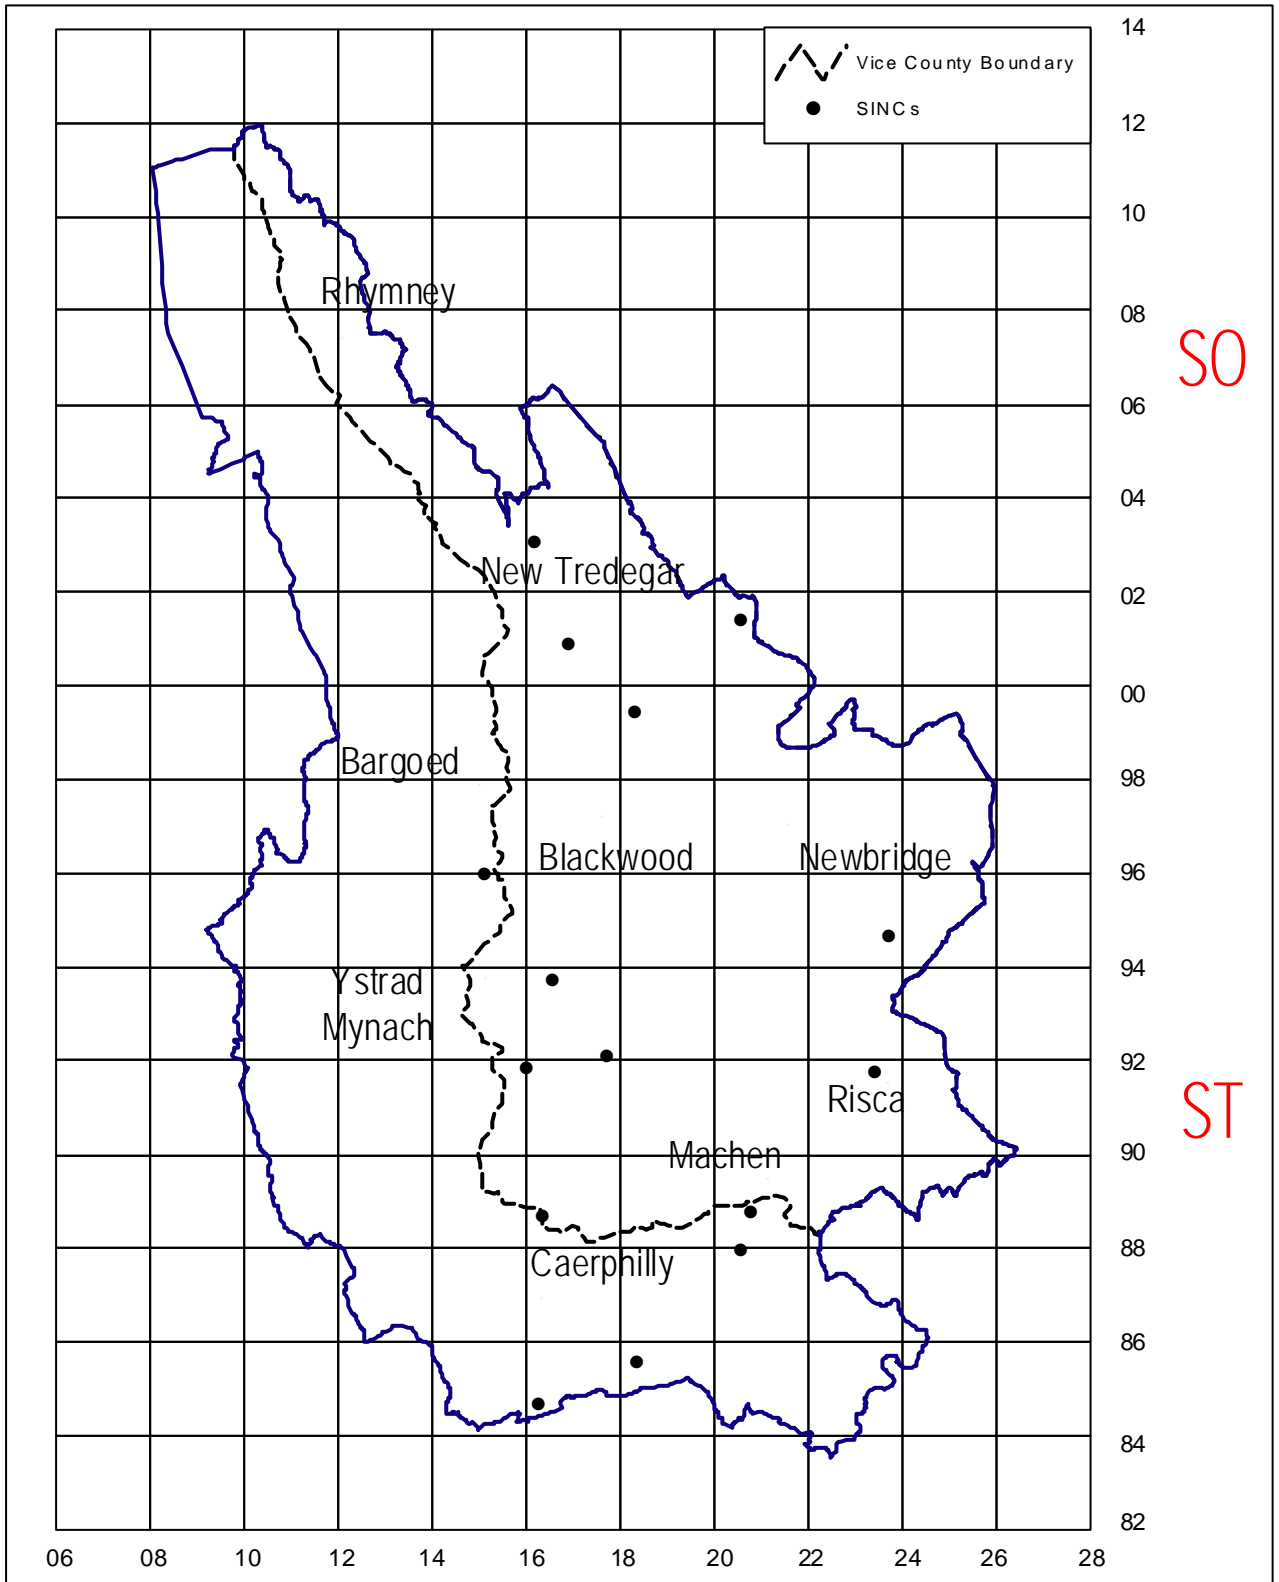 14
Vice County Boundary
SINCs
12
10
Rhymney
08
SO
06
04
New Tredegar
02
00
Bargoed
98
Blackwood
Newbridge
96
94
Ystrad
Mynach
92
Risca
ST
Machen
90
Caerphilly
88
86
84
82
06 08 10 12 14 16 18 20 22 24 26 28